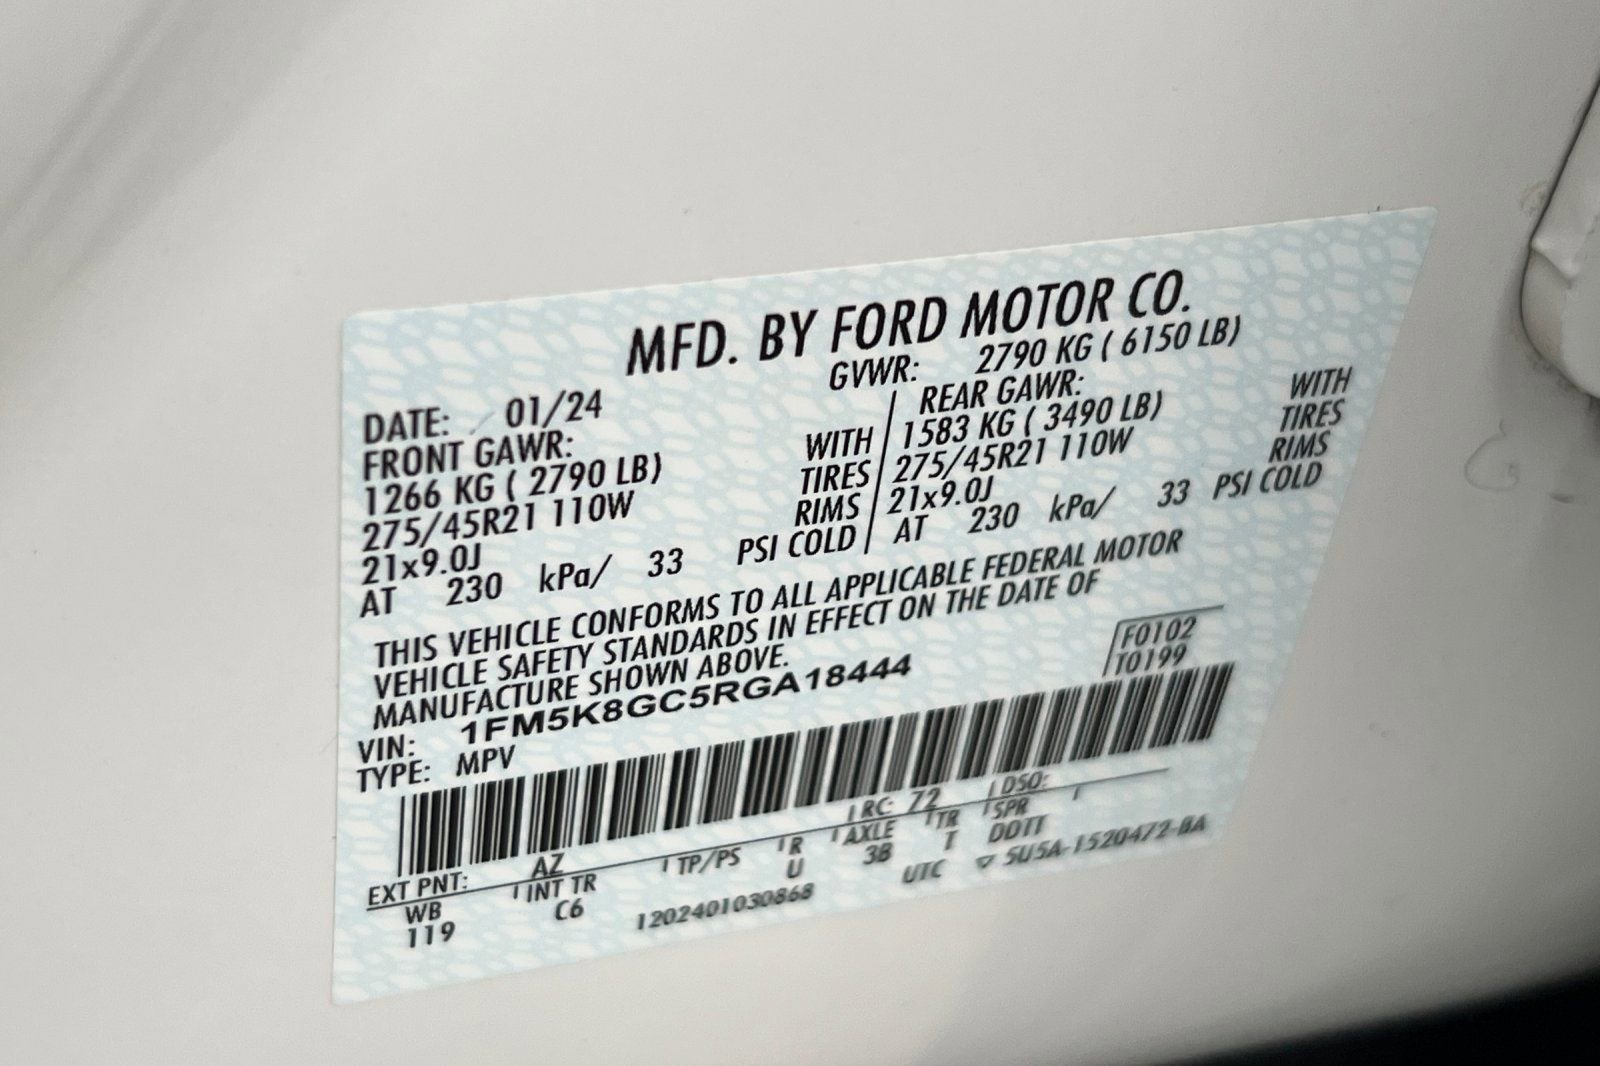 MFD. BY FORD MOTOR CO.
DATE: 01/24 GVWR: 2790 KG ( 6150 LB)
FRONT GAWR: REAR GAWR:
1266 KG ( 2790 LB) WITH 1583 KG ( 3490 LB) WITH
275/45R21 110W TIRES 275/45R21 110W TIRES
21x9.0J RIMS 21x9.0J RIMS
AT 230 kPa/ 33 PSI COLD AT 230 kPa/ 33 PSI COLD
THIS VEHICLE CONFORMS TO ALL APPLICABLE FEDERAL MOTOR
VEHICLE SAFETY STANDARDS IN EFFECT ON THE DATE OF
MANUFACTURE SHOWN ABOVE.
F0102
T0199
VIN: 1FM5K8GC5RGA18444
TYPE: MPV
EXT PNT: AZ RC: 72 DSO:
WB INT TR TP/PS R AXLE TR SPR
119 C6 U 3B T DDTT
1202401030868 UTC ▽ 5U5A-1520472-BA